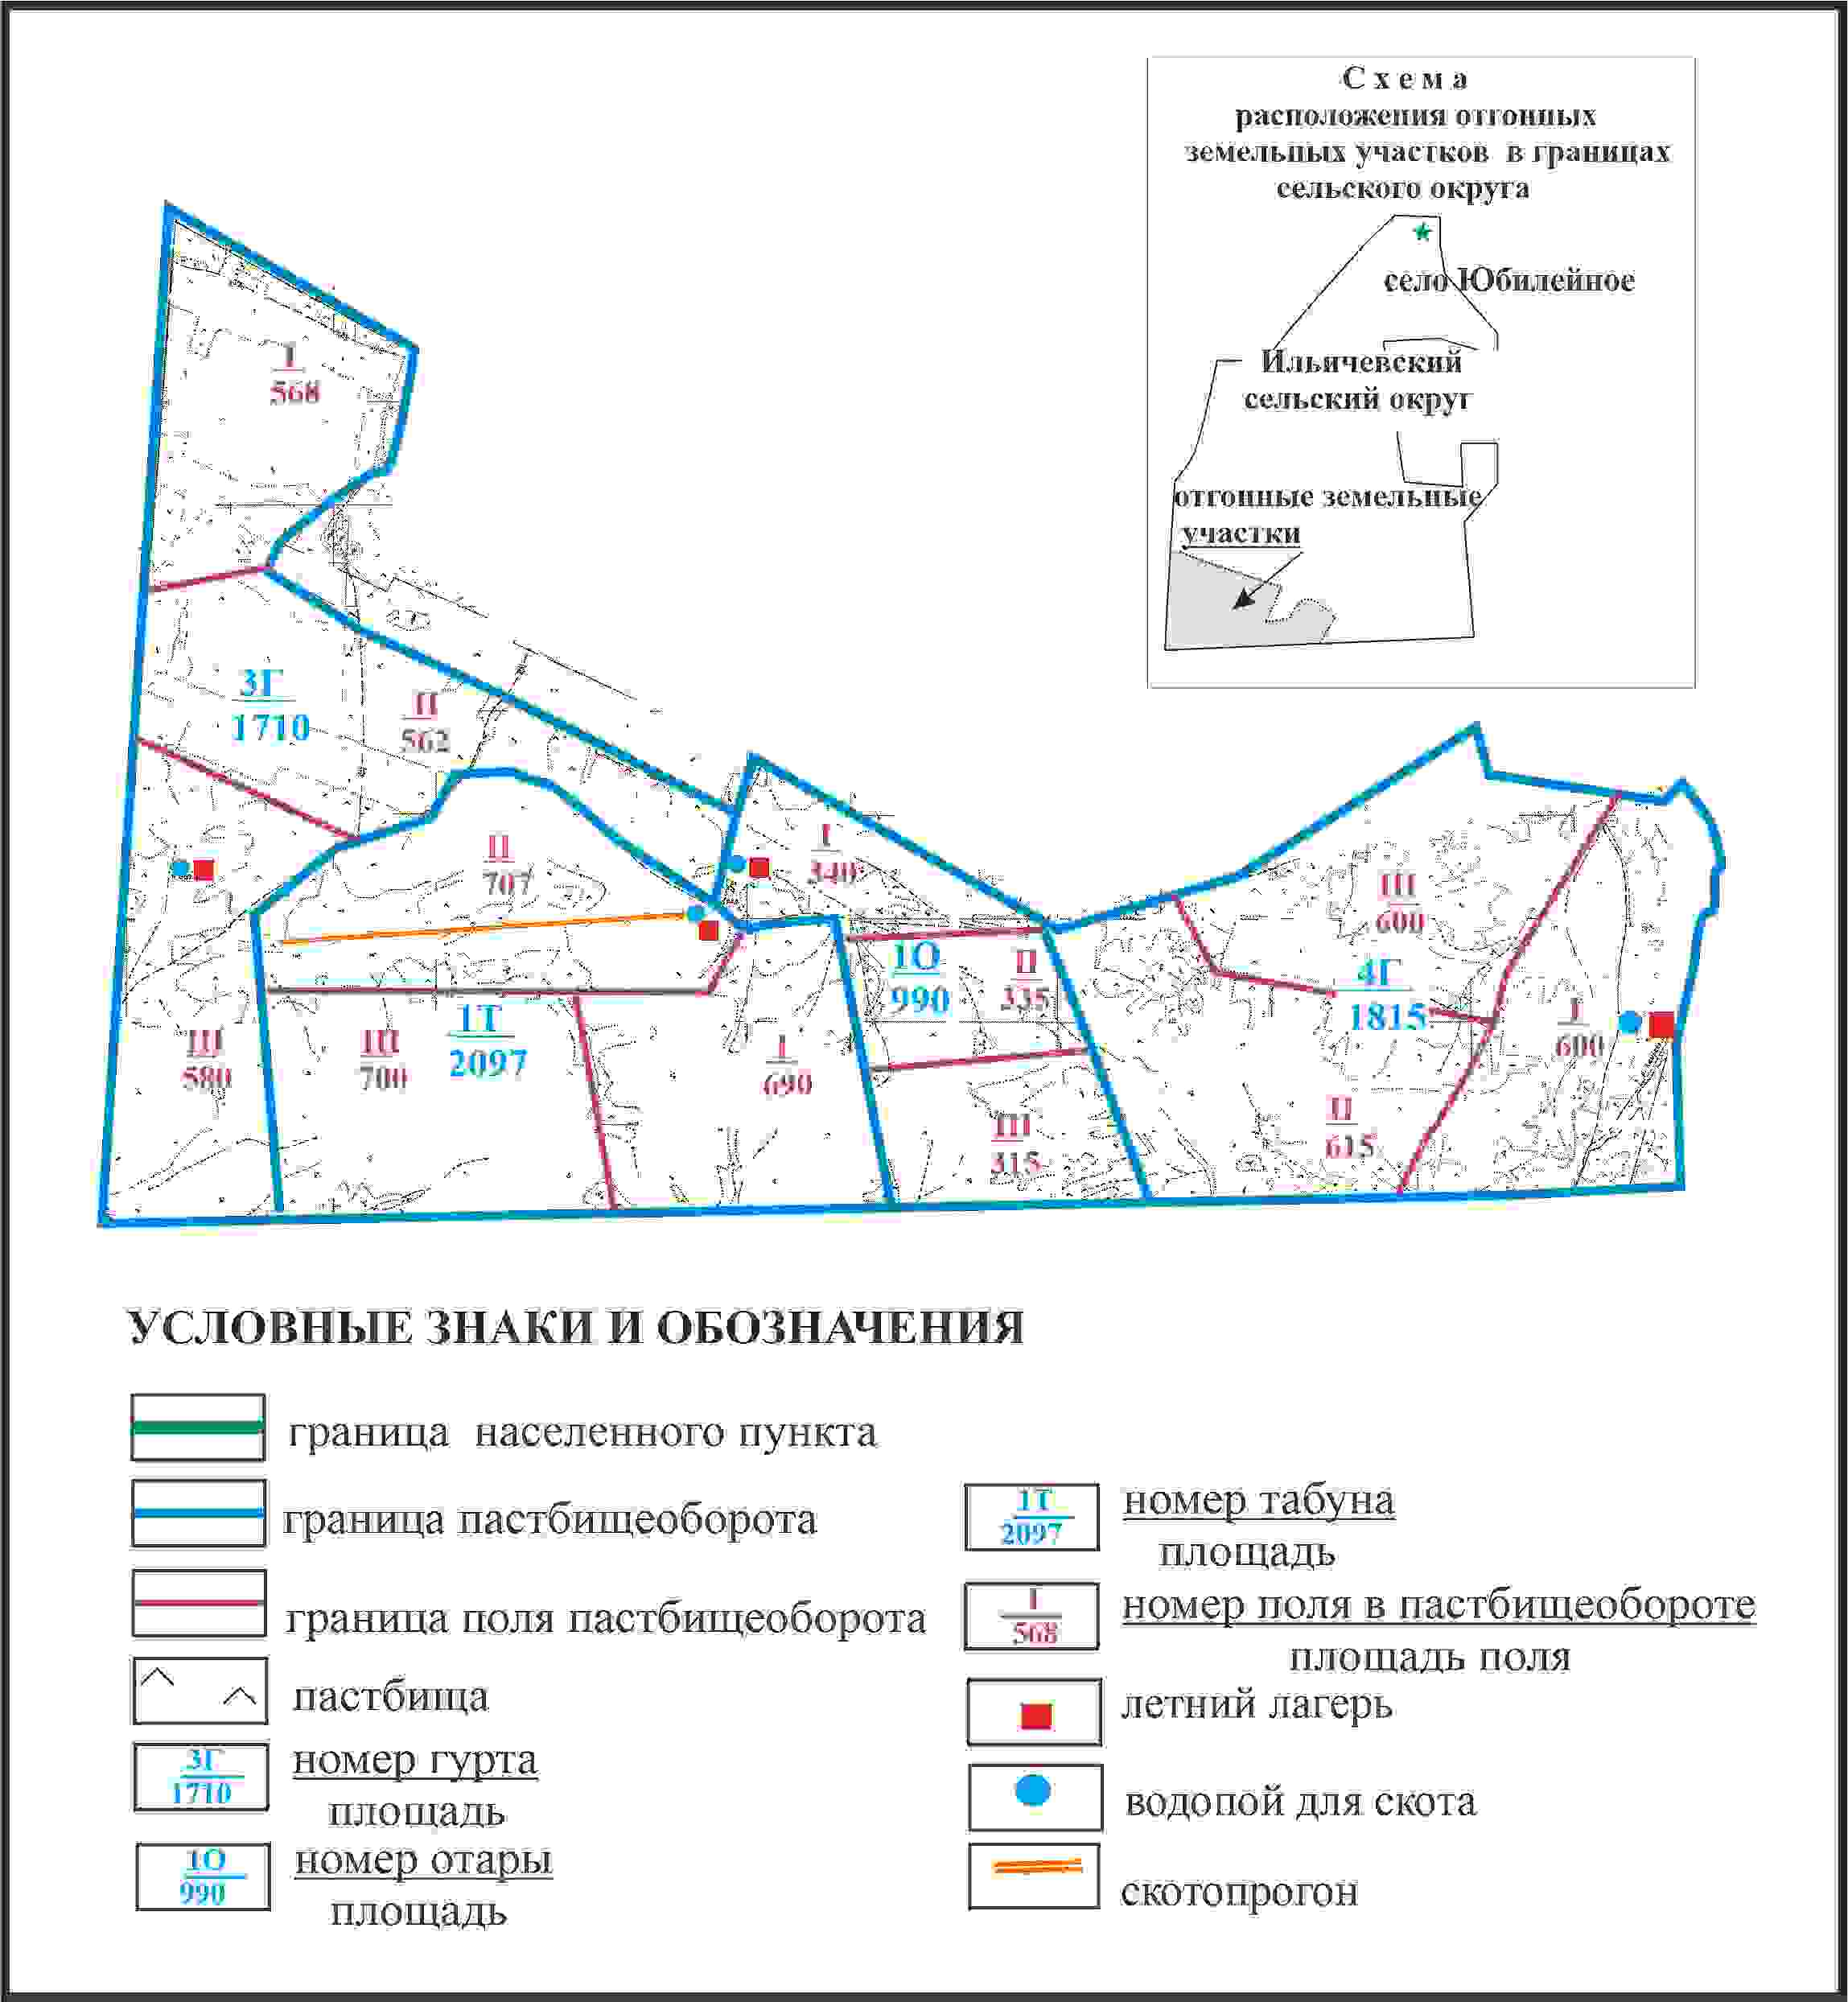 С х е м а
расположения отгонных
земельных участков в границах
сельского округа
село Юбилейное
Ильичевский
сельский округ
отгонные земельные
участки
I
568
3Г
1710
II
562
II
707
I
340
III
600
1О
990
II
335
4Г
1815
I
600
III
580
III
700
1Т
2097
I
690
III
315
II
615
УСЛОВНЫЕ ЗНАКИ И ОБОЗНАЧЕНИЯ
граница населенного пункта
граница пастбищеоборота
граница поля пастбищеоборота
пастбища
3Г
1710
номер гурта
площадь
1О
990
номер отары
площадь
1Т
2097
номер табуна
площадь
I
568
номер поля в пастбищеобороте
площадь поля
летний лагерь
водопой для скота
скотопрогон